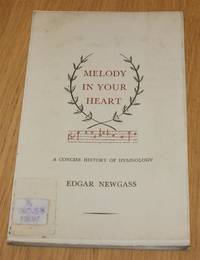 MELODY
IN YOUR
HEART
A CONCISE HISTORY OF HYMNOLOGY
EDGAR NEWGASS